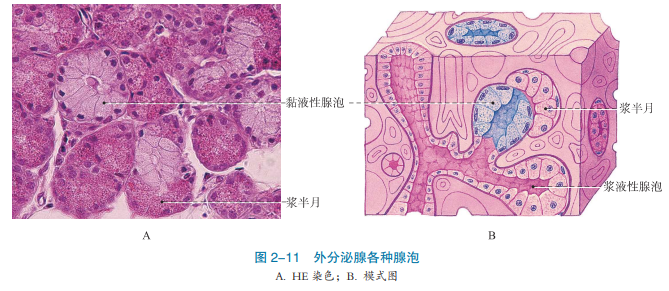 黏液性腺泡
浆半月
浆半月
浆液性腺泡
A
B
图 2-11 外分泌腺各种腺泡
A. HE 染色；B. 模式图